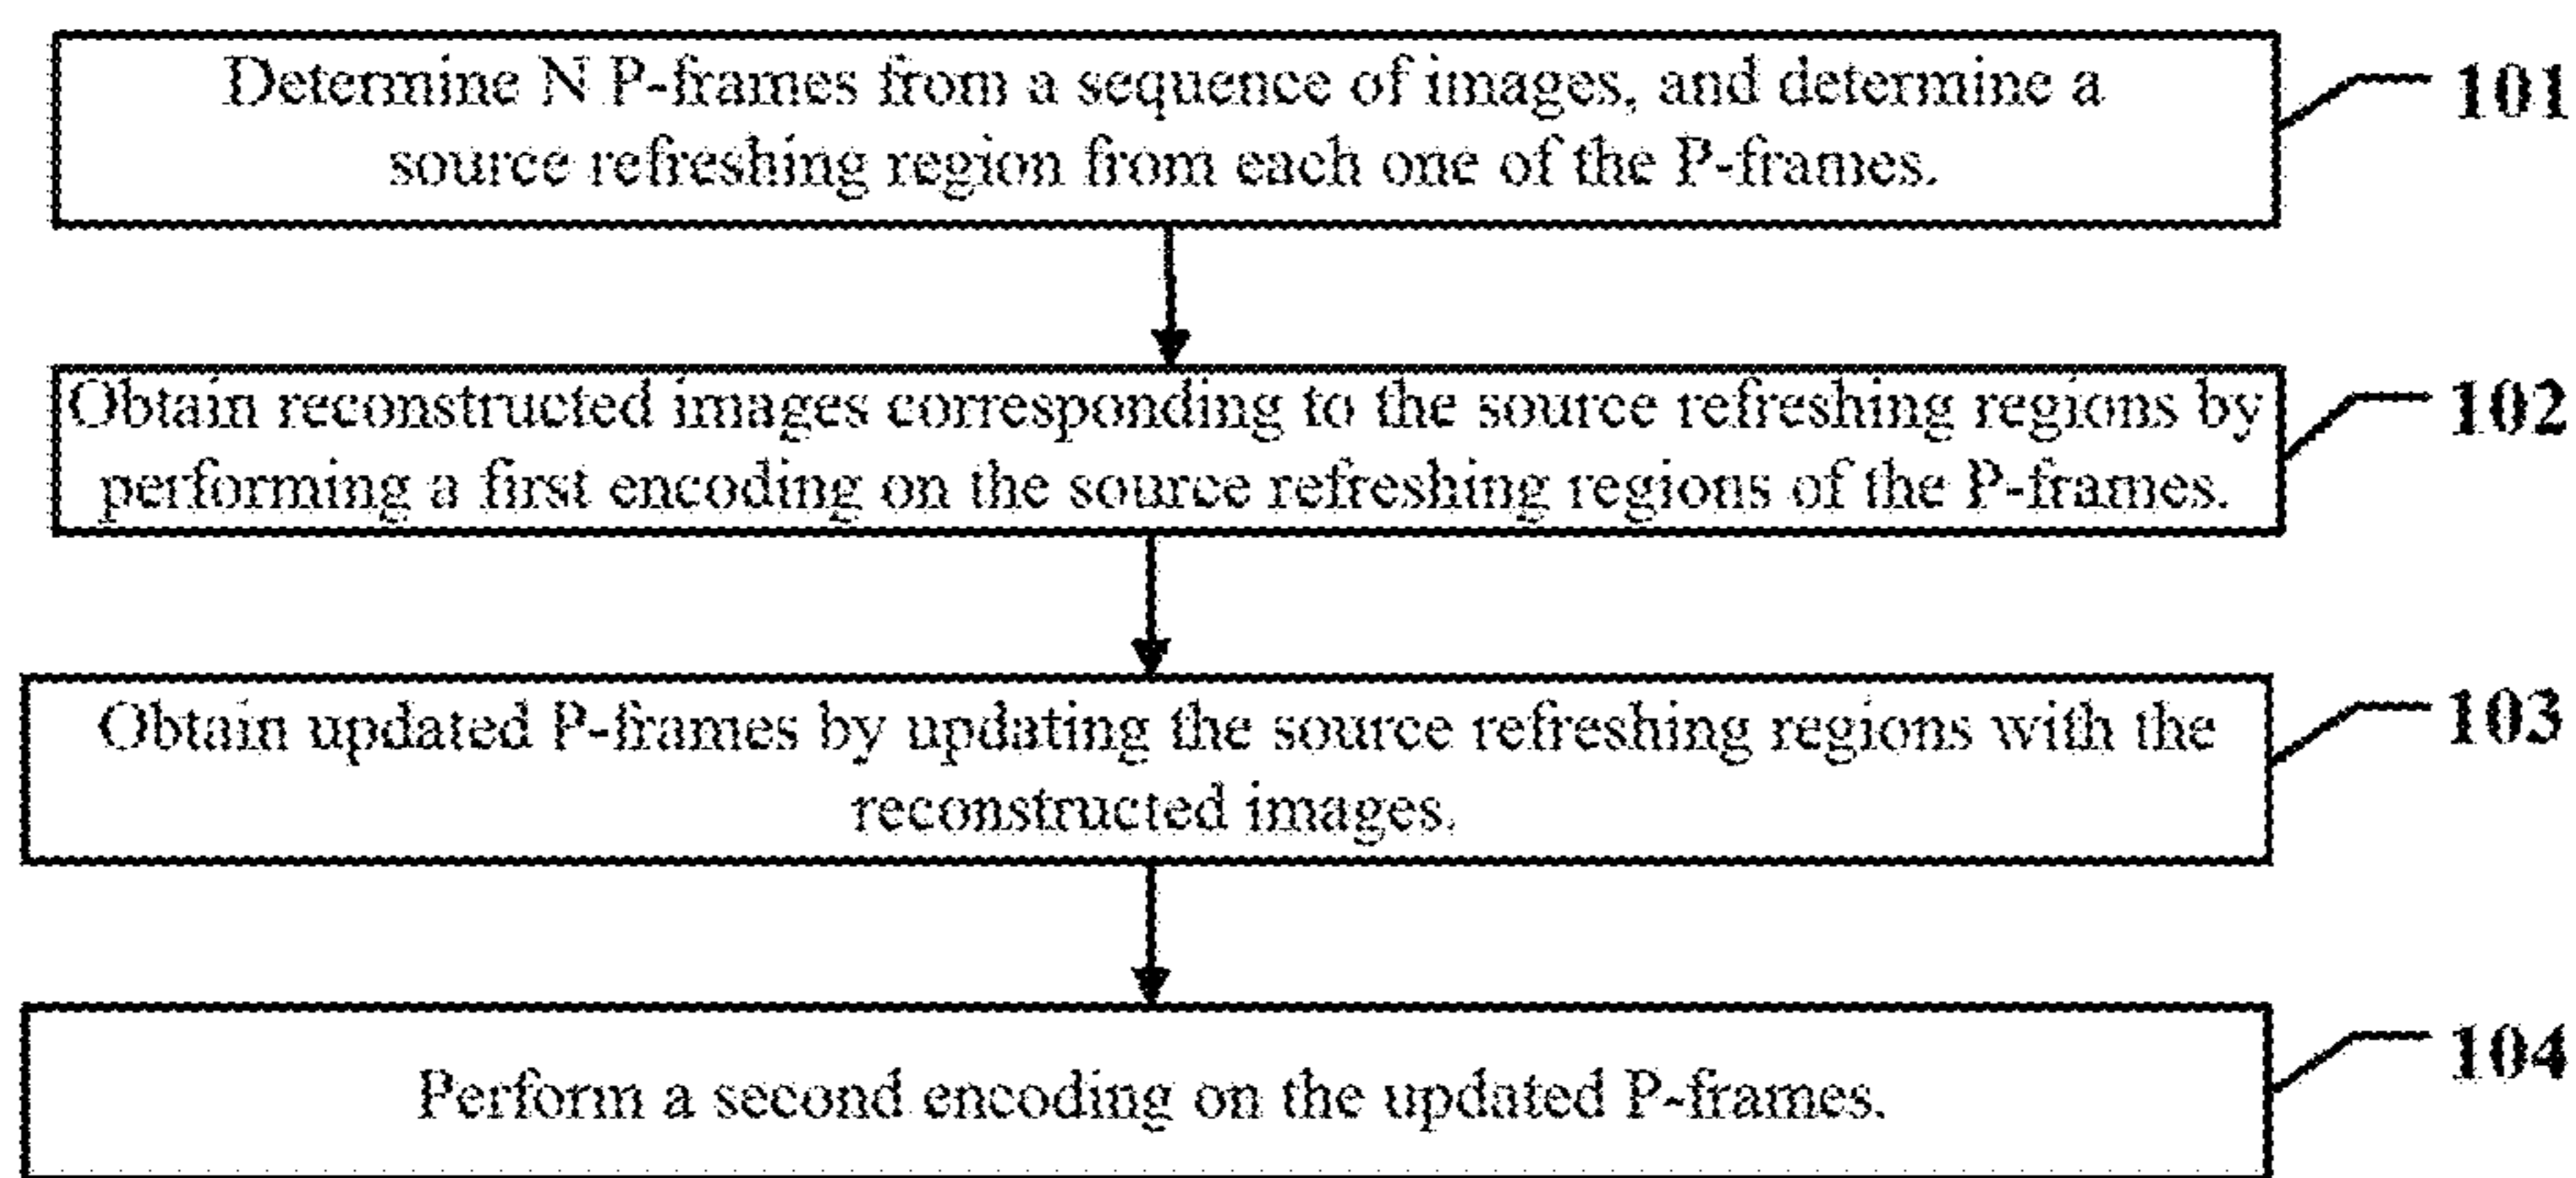 Determine N P-frames from a sequence of images, and determine a
source refreshing region from each one of the P-frames.
101
Obtain reconstructed images corresponding to the source refreshing regions by
performing a first encoding on the source refreshing regions of the P-frames.
102
Obtain updated P-frames by updating the source refreshing regions with the
reconstructed images.
103
Perform a second encoding on the updated P-frames.
104